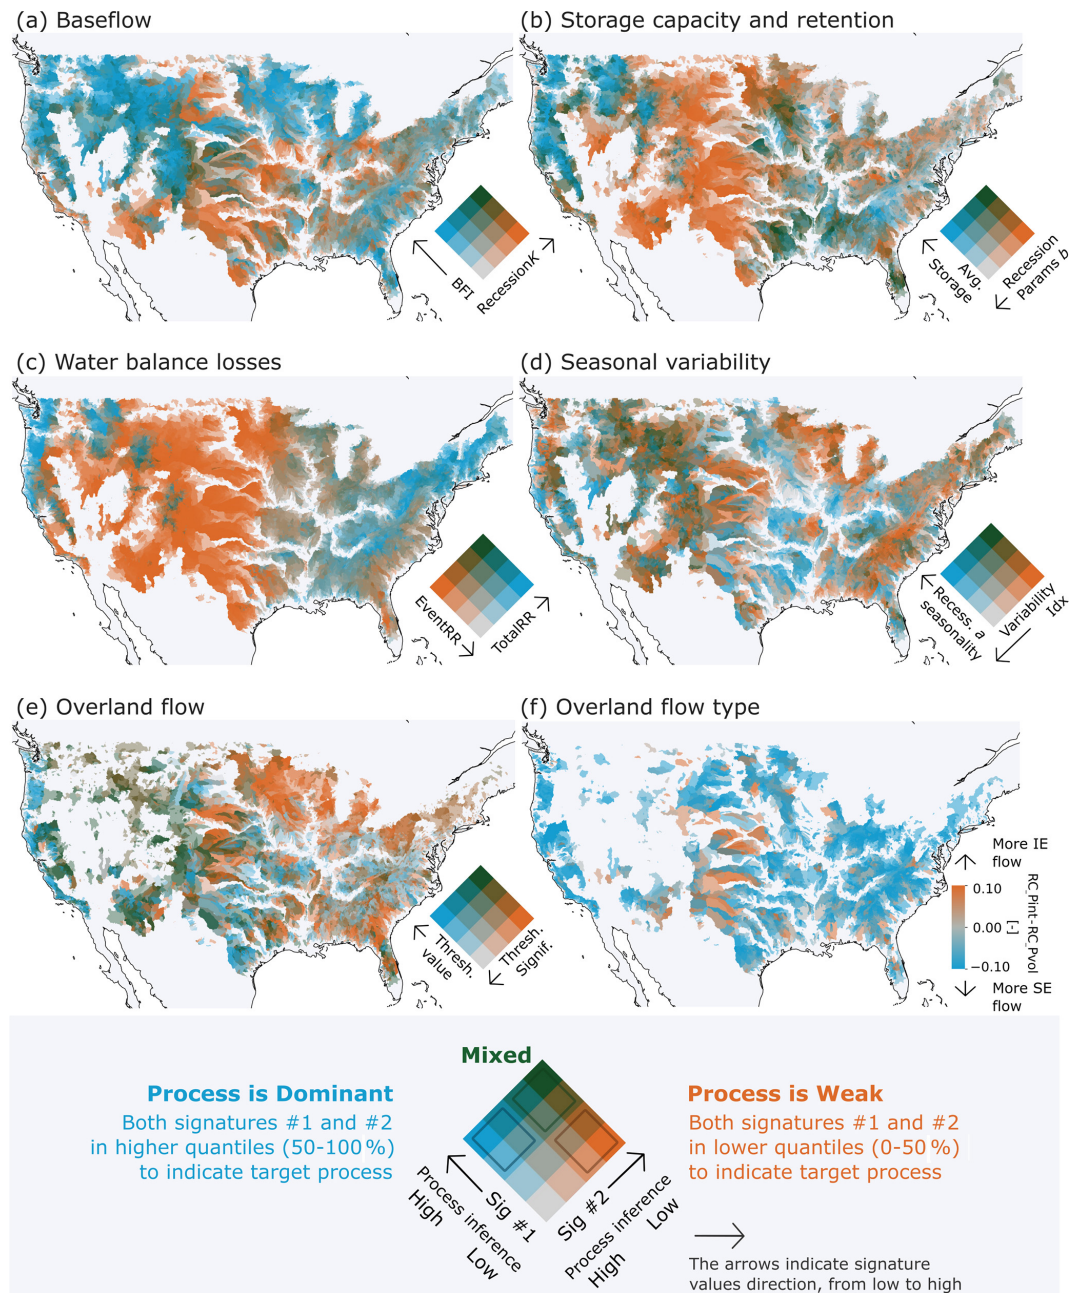 (a) Baseflow
(b) Storage capacity and retention
BFI
RecessionK
Avg.
Storage
Recession
Params b
(c) Water balance losses
(d) Seasonal variability
EventRR
TotalRR
Recess. a
seasonality
Variability
Idx
(e) Overland flow
(f) Overland flow type
Thresh.
value
Thresh.
Signif.
More IE
flow
0.10
0.00
−0.10
[-]
RC_Pint-RC_Pvol
More SE
flow
Mixed
Process is Dominant
Both signatures #1 and #2
in higher quantiles (50-100 %)
to indicate target process
Process is Weak
Both signatures #1 and #2
in lower quantiles (0-50 %)
to indicate target process
Sig #1
Process inference
High
Low
Sig #2
Process inference
High
Low
The arrows indicate signature
values direction, from low to high